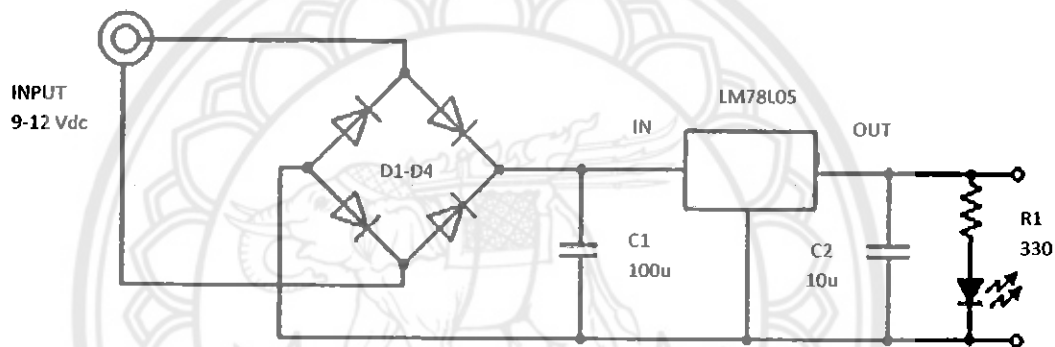 INPUT
9-12 Vdc
D1-D4
LM78L05
IN
OUT
C1
100u
C2
10u
R1
330